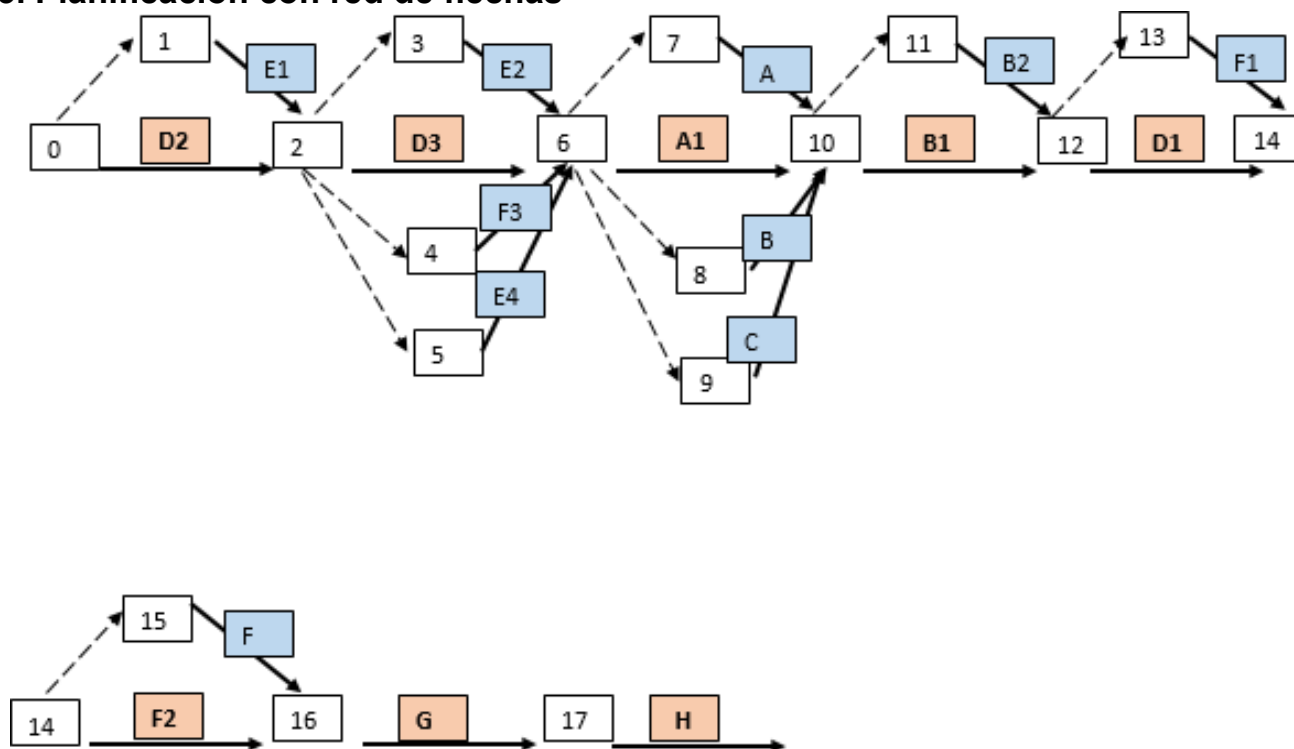 Planificación con red de flechas
1 3 7 11 13
E1 E2 A B2 F1
0 D2 2 D3 6 A1 10 B1 12 D1 14
F3
4 B
8
E4
5 C
9
15 F
14 F2 16 G 17 H